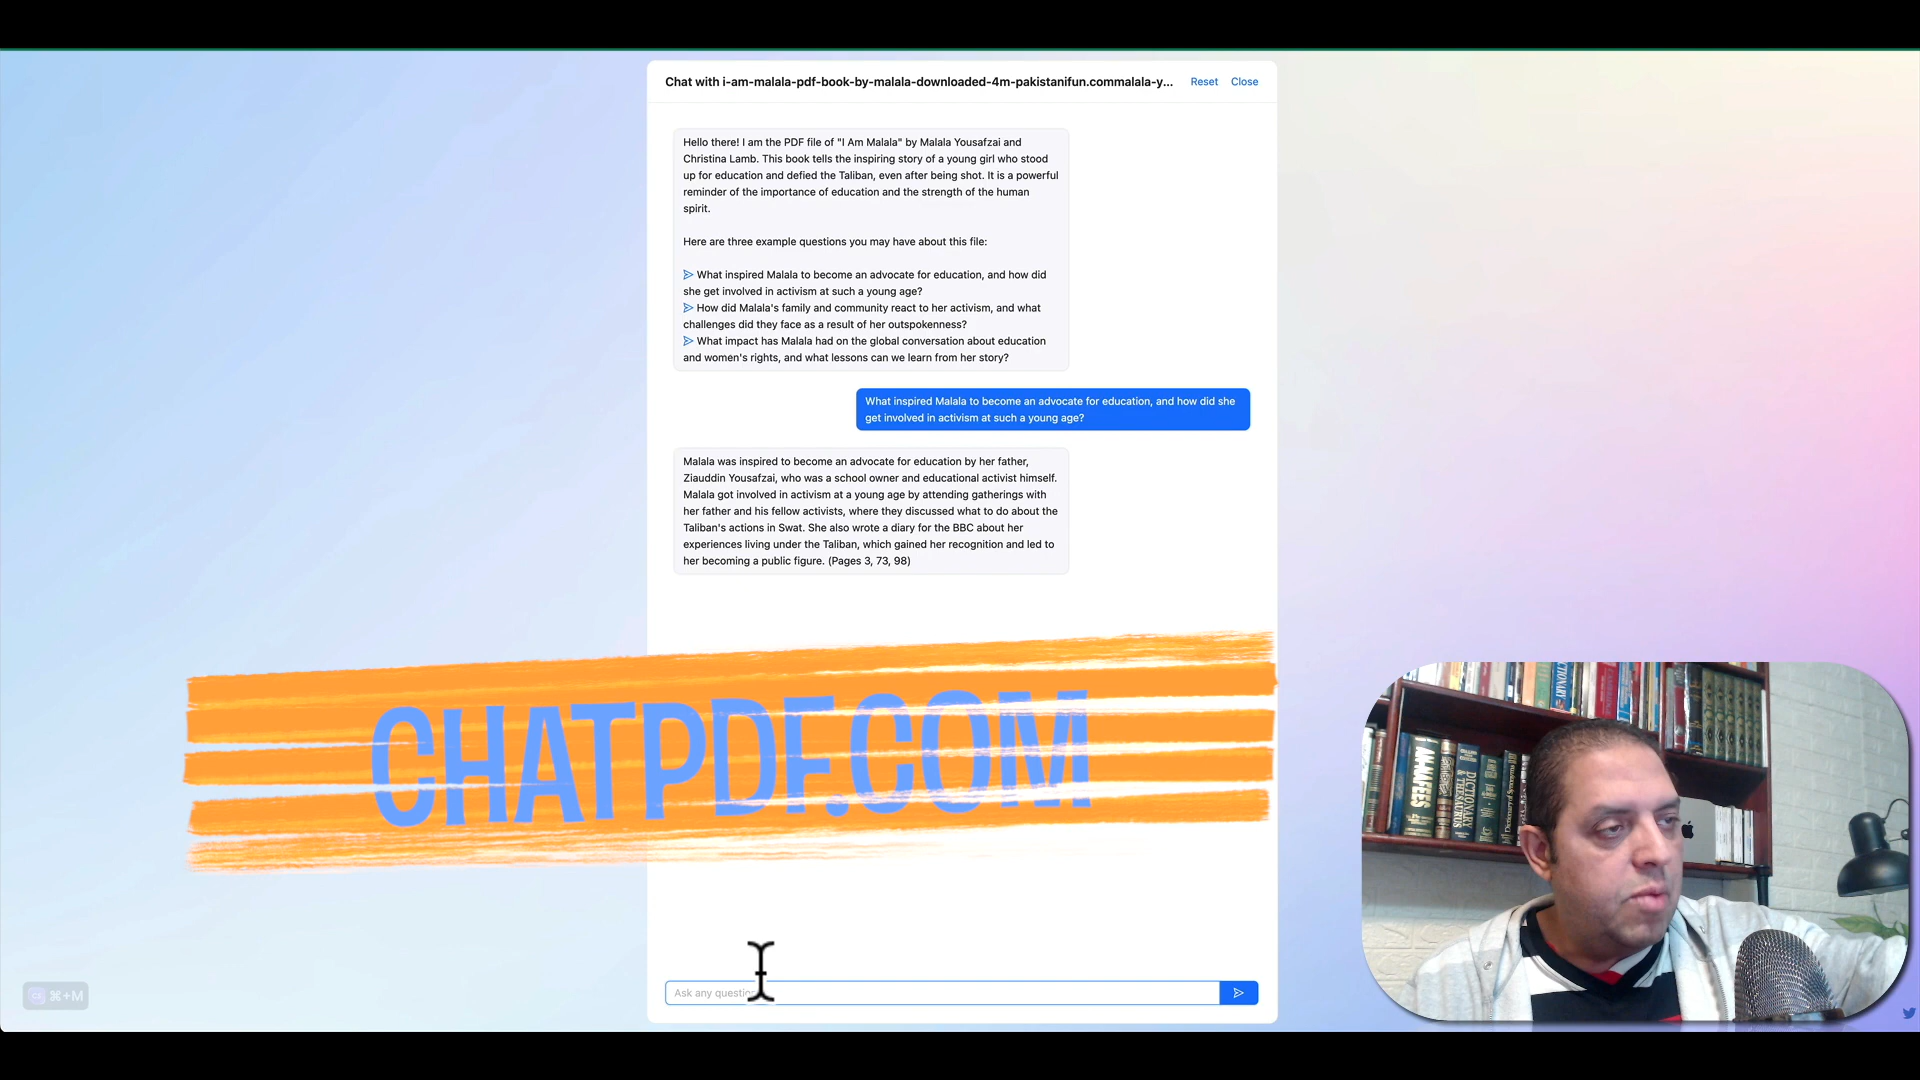 Chat with i-am-malala-pdf-book-by-malala-downloaded-4m-pakistanifun.commalala-y...
Reset
Close
Hello there! I am the PDF file of "I Am Malala" by Malala Yousafzai and
Christina Lamb. This book tells the inspiring story of a young girl who stood
up for education and defied the Taliban, even after being shot. It is a powerful
reminder of the importance of education and the strength of the human
spirit.
Here are three example questions you may have about this file:
What inspired Malala to become an advocate for education, and how did
she get involved in activism at such a young age?
How did Malala's family and community react to her activism, and what
challenges did they face as a result of her outspokenness?
What impact has Malala had on the global conversation about education
and women's rights, and what lessons can we learn from her story?
What inspired Malala to become an advocate for education, and how did she
get involved in activism at such a young age?
Malala was inspired to become an advocate for education by her father,
Ziauddin Yousafzai, who was a school owner and educational activist himself.
Malala got involved in activism at a young age by attending gatherings with
her father and his fellow activists, where they discussed what to do about the
Taliban's actions in Swat. She also wrote a diary for the BBC about her
experiences living under the Taliban, which gained her recognition and led to
her becoming a public figure. (Pages 3, 73, 98)
CHATPDF.COM
DICTIONARY
& THESAURUS
Dictionary of Synonyms
Ask any question
⌘+M